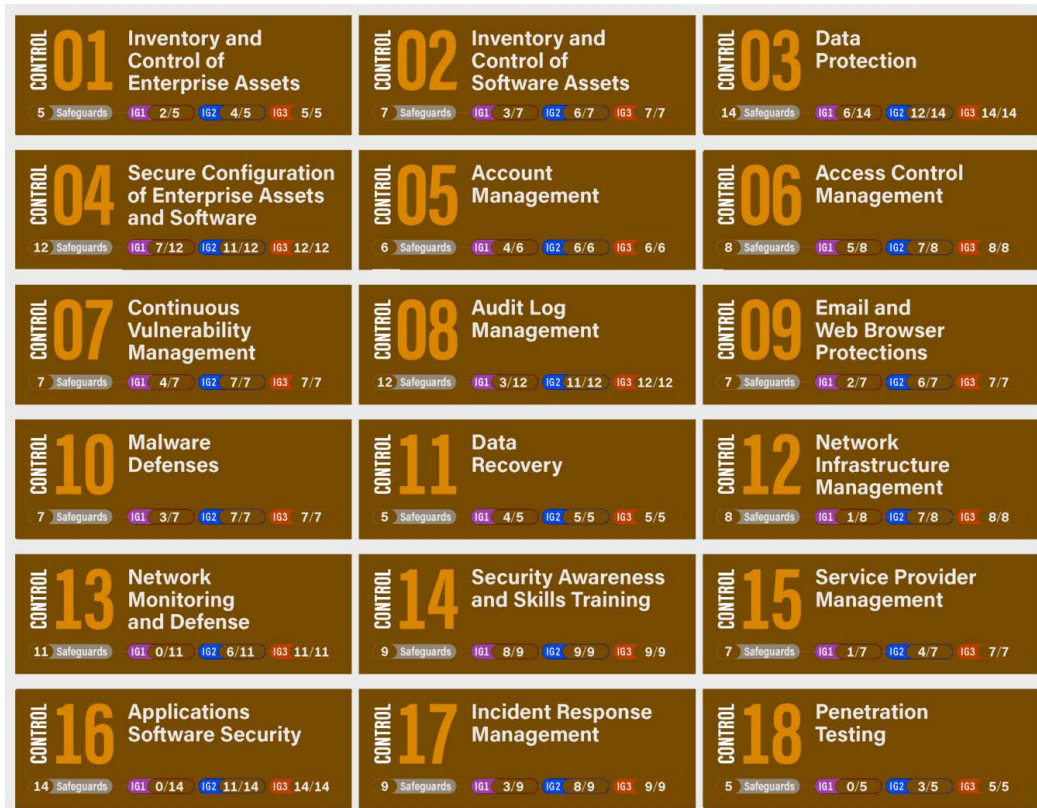 CONTROL 01 Inventory and
Control of
Enterprise Assets
5 Safeguards IG1 2/5 IG2 4/5 IG3 5/5
CONTROL 02 Inventory and
Control of
Software Assets
7 Safeguards IG1 3/7 IG2 6/7 IG3 7/7
CONTROL 03 Data
Protection
14 Safeguards IG1 6/14 IG2 12/14 IG3 14/14
CONTROL 04 Secure Configuration
of Enterprise Assets
and Software
12 Safeguards IG1 7/12 IG2 11/12 IG3 12/12
CONTROL 05 Account
Management
6 Safeguards IG1 4/6 IG2 6/6 IG3 6/6
CONTROL 06 Access Control
Management
8 Safeguards IG1 5/8 IG2 7/8 IG3 8/8
CONTROL 07 Continuous
Vulnerability
Management
7 Safeguards IG1 4/7 IG2 7/7 IG3 7/7
CONTROL 08 Audit Log
Management
12 Safeguards IG1 3/12 IG2 11/12 IG3 12/12
CONTROL 09 Email and
Web Browser
Protections
7 Safeguards IG1 2/7 IG2 6/7 IG3 7/7
CONTROL 10 Malware
Defenses
7 Safeguards IG1 3/7 IG2 7/7 IG3 7/7
CONTROL 11 Data
Recovery
5 Safeguards IG1 4/5 IG2 5/5 IG3 5/5
CONTROL 12 Network
Infrastructure
Management
8 Safeguards IG1 1/8 IG2 7/8 IG3 8/8
CONTROL 13 Network
Monitoring
and Defense
11 Safeguards IG1 0/11 IG2 6/11 IG3 11/11
CONTROL 14 Security Awareness
and Skills Training
9 Safeguards IG1 8/9 IG2 9/9 IG3 9/9
CONTROL 15 Service Provider
Management
7 Safeguards IG1 1/7 IG2 4/7 IG3 7/7
CONTROL 16 Applications
Software Security
14 Safeguards IG1 0/14 IG2 11/14 IG3 14/14
CONTROL 17 Incident Response
Management
9 Safeguards IG1 3/9 IG2 8/9 IG3 9/9
CONTROL 18 Penetration
Testing
5 Safeguards IG1 0/5 IG2 3/5 IG3 5/5